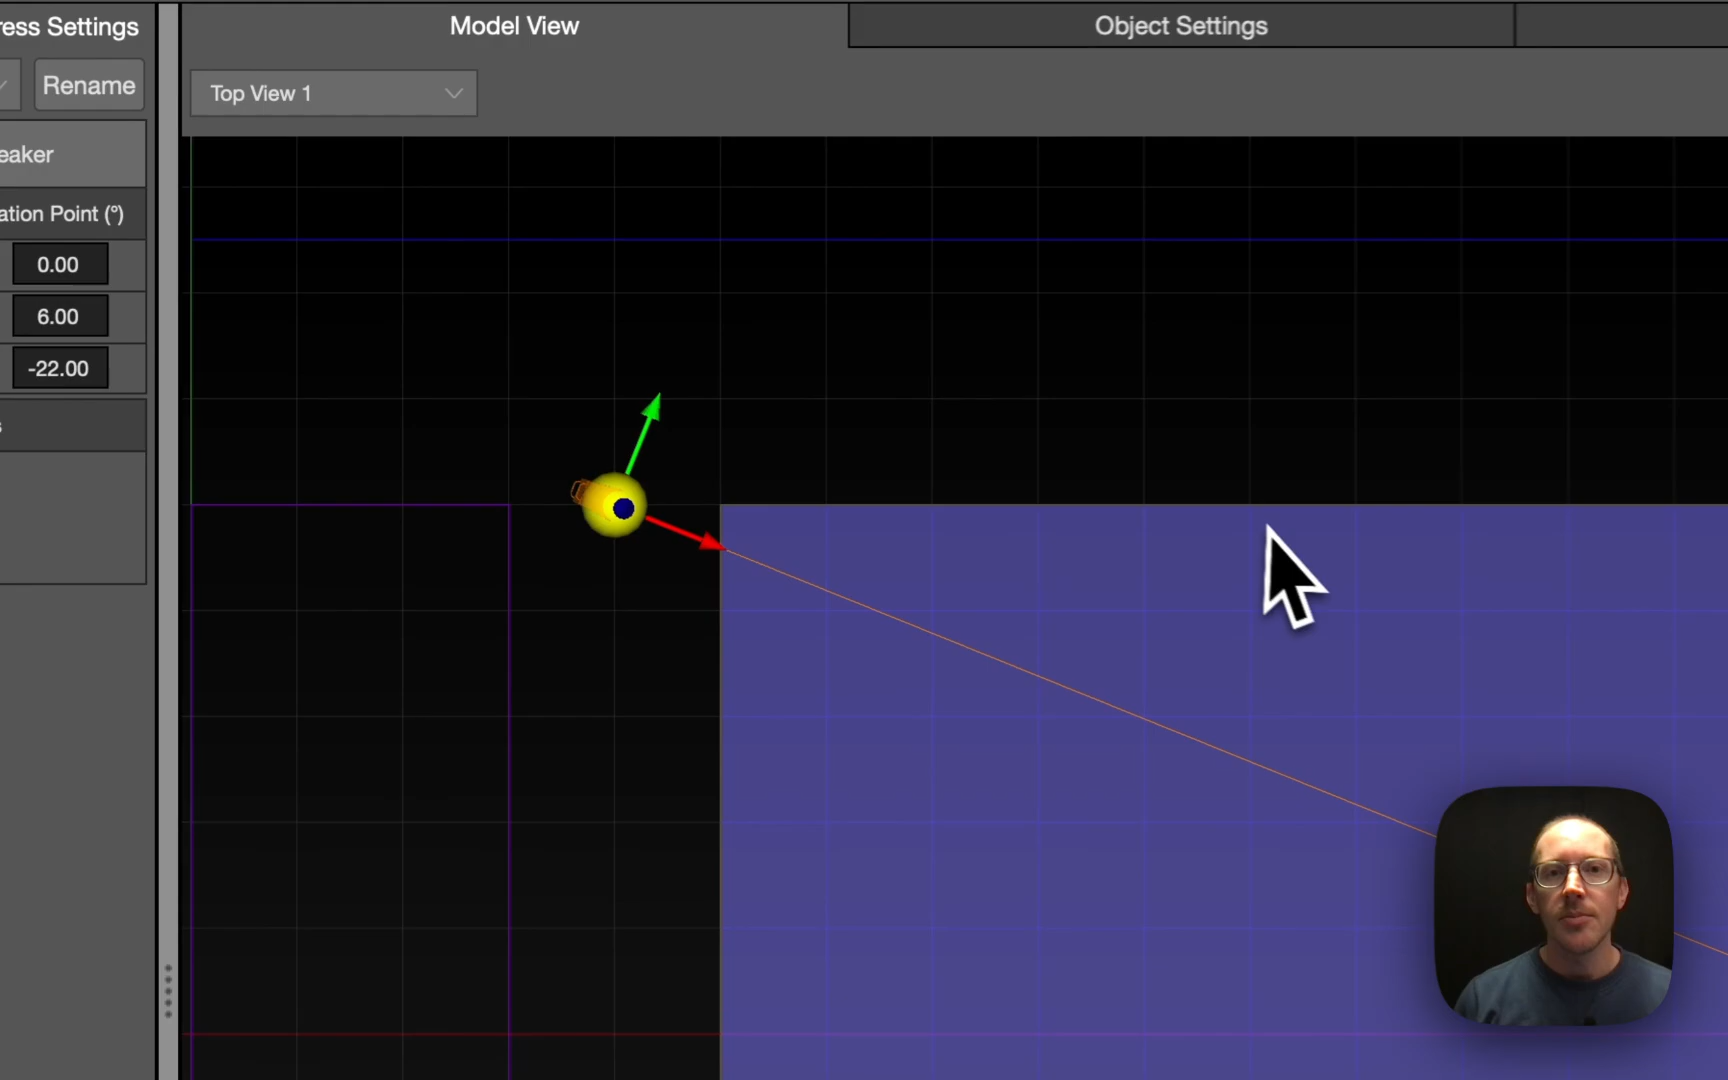 ress Settings
Model View
Object Settings
Rename
Top View 1
eaker
ation Point (°)
0.00
6.00
-22.00
s